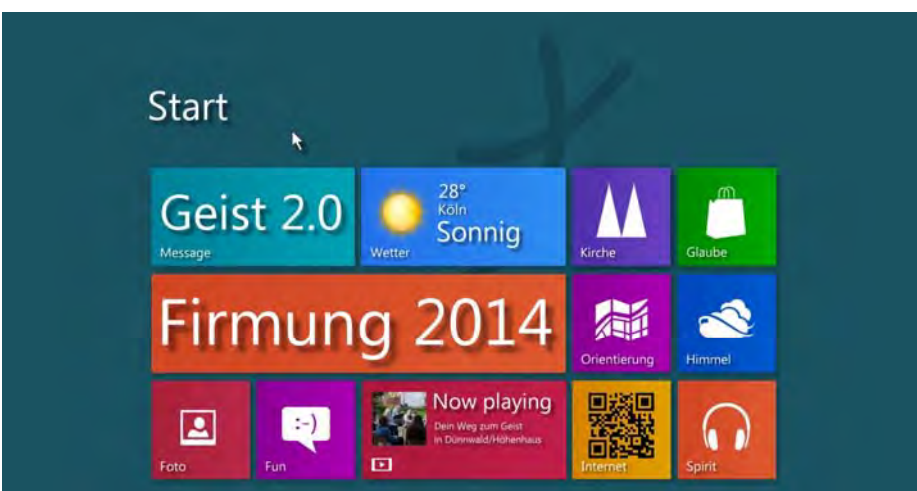 Start
Geist 2.0
Message
28°
Köln
Sonnig
Wetter
Kirche
Glaube
Firmung 2014
Orientierung
Himmel
Foto
:-)
Fun
Now playing
Dein Weg zum Geist
in Dünnwald/Höhenhaus
Internet
Spirit